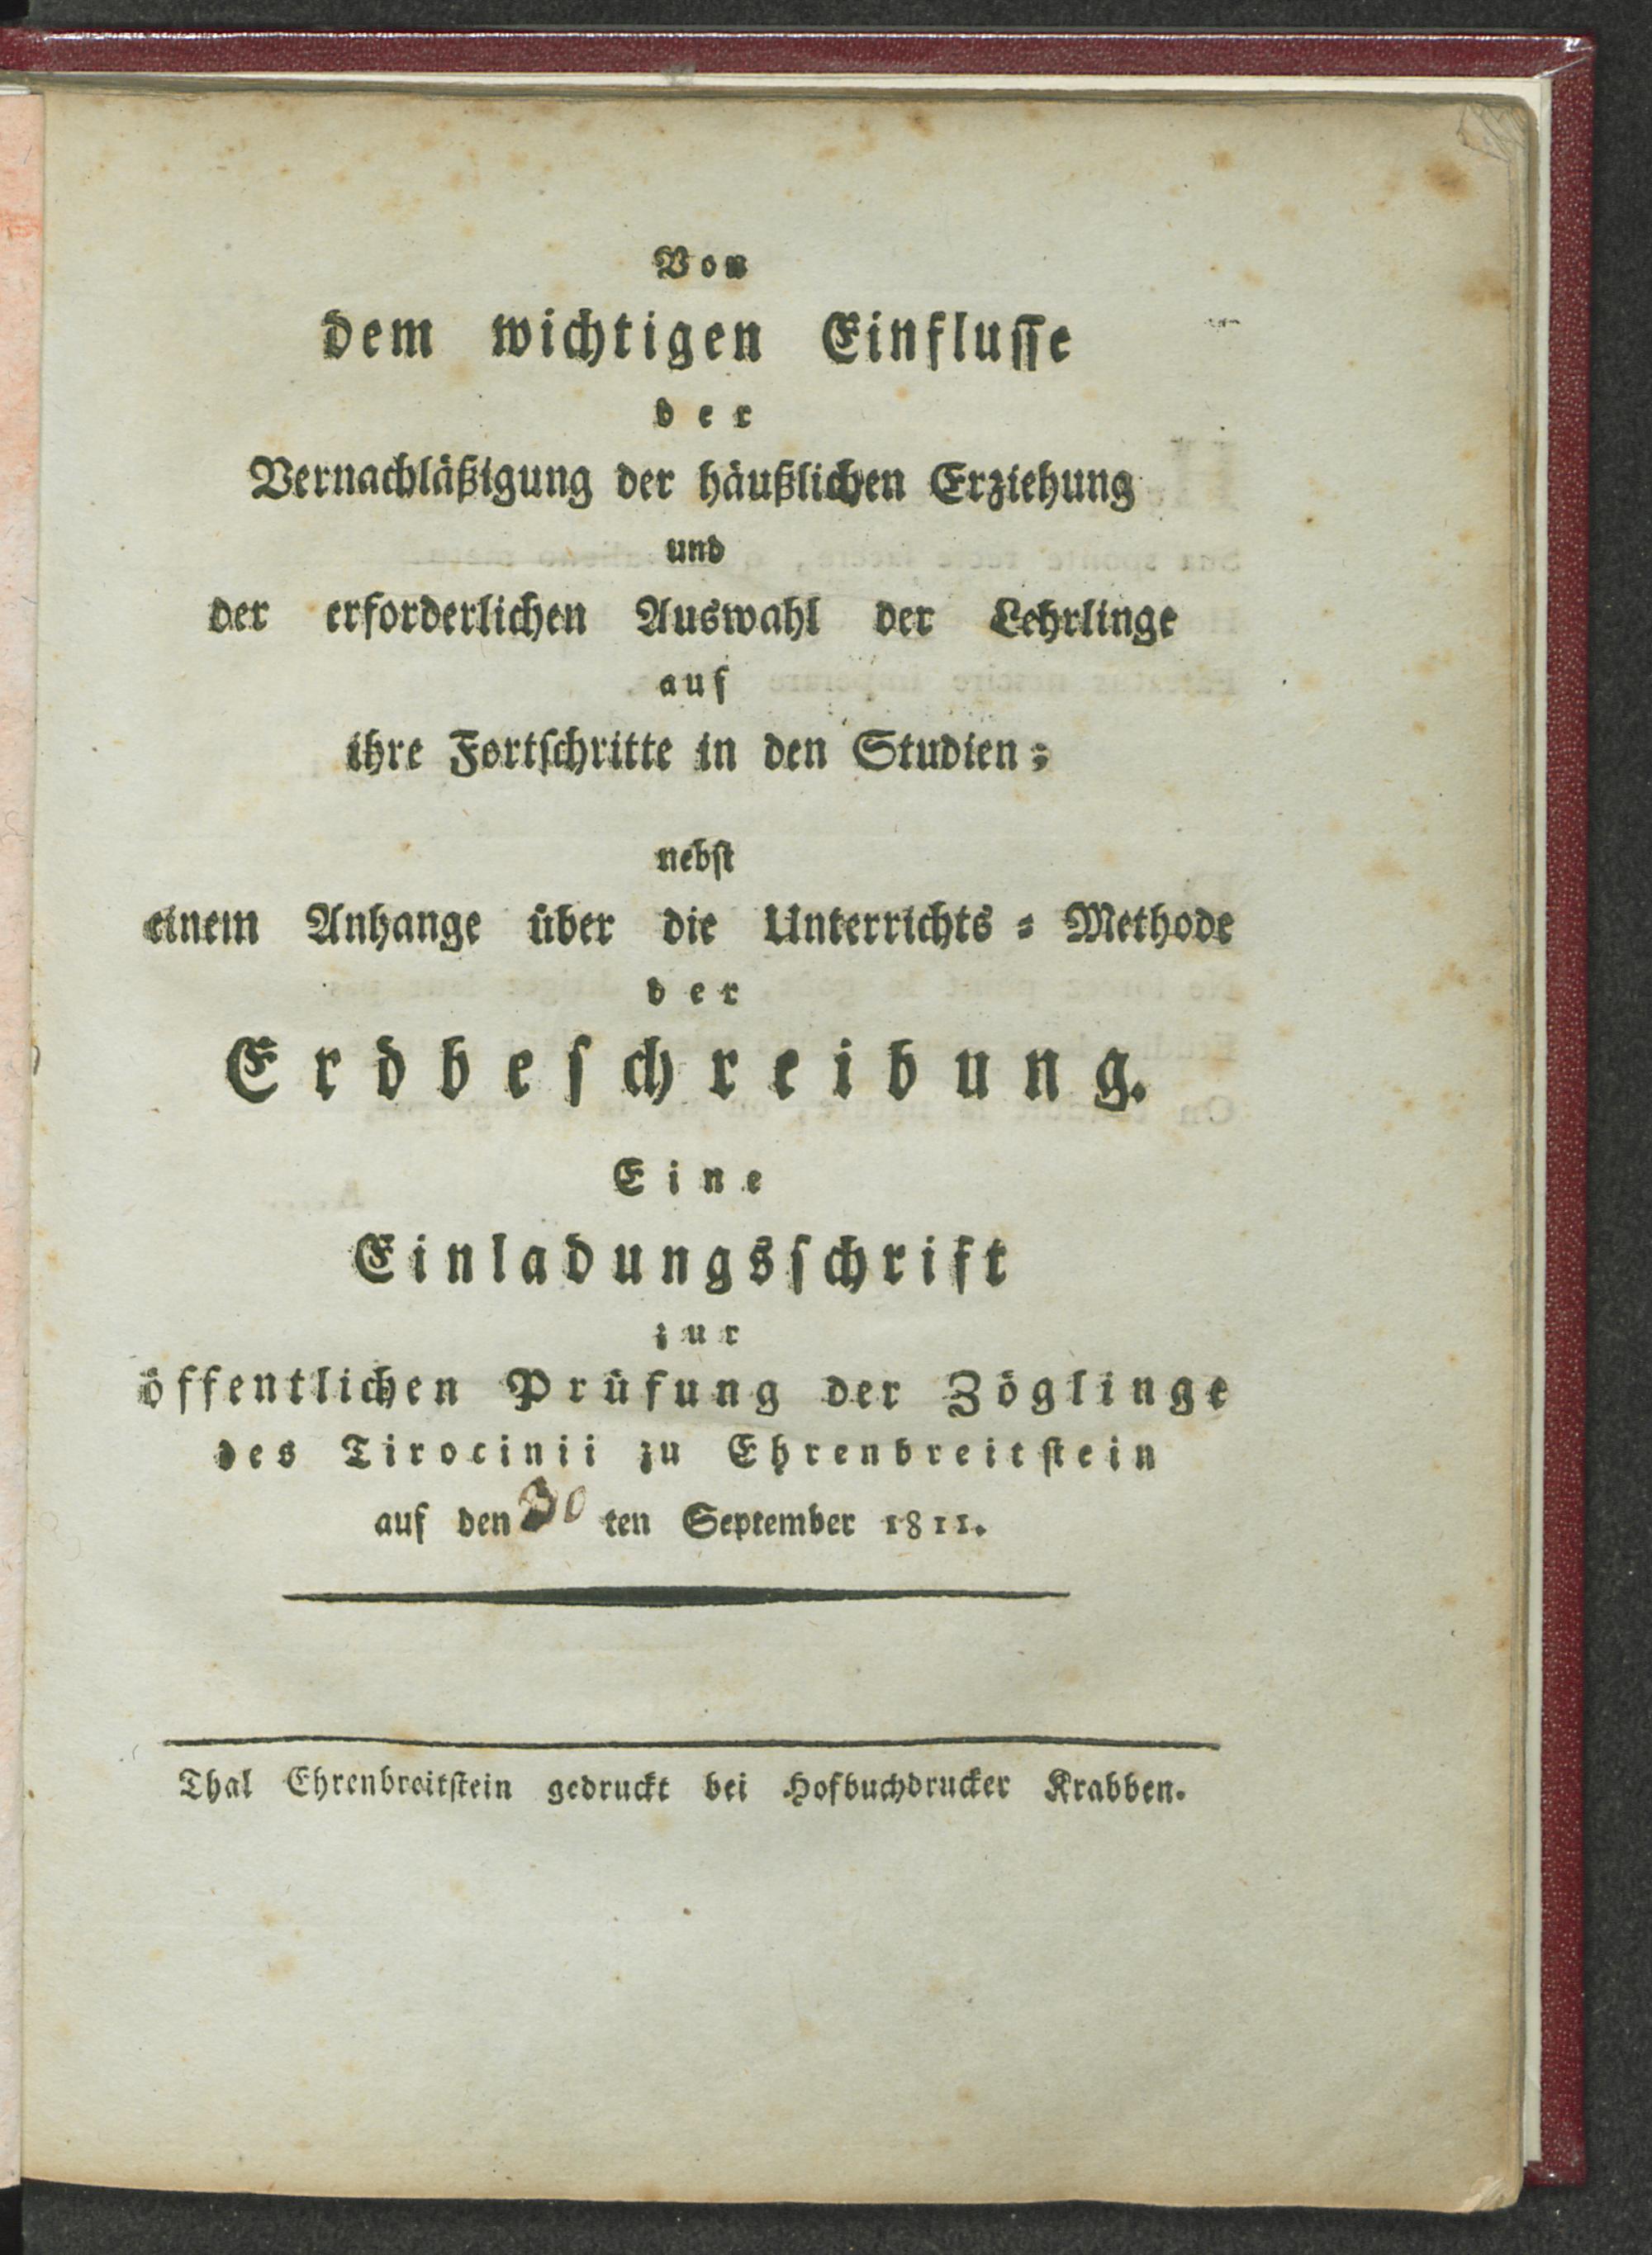 Von
dem wichtigen Einflusse
der
Vernachläßigung der häußlichen Erziehung
und
der erforderlichen Auswahl der Lehrlinge
auf
ihre Fortschritte in den Studien;
nebst
einem Anhange über die Unterrichts = Methode
der
Erdbeschreibung.
Eine
Einladungsschrift
zur
öffentlichen Prüfung der Zöglinge
des Tirocinii zu Ehrenbreitstein
auf den 30 ten September 1811.
Thal Ehrenbreitstein gedruckt bei Hofbuchdrucker Krabben.